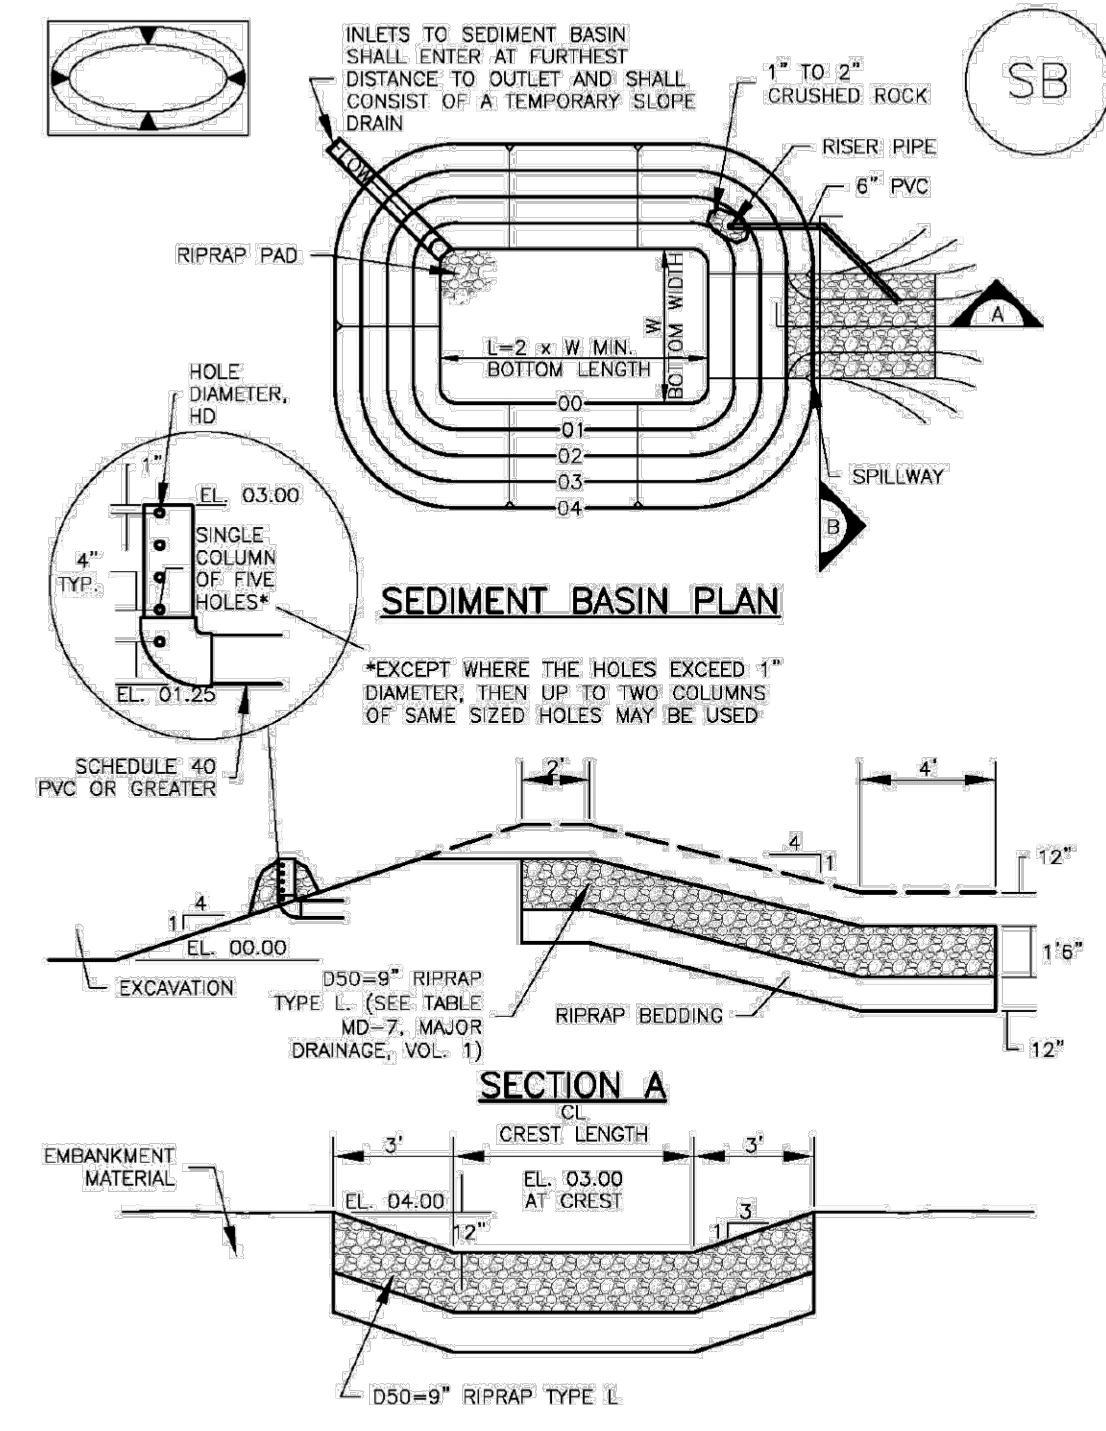 INLETS TO SEDIMENT BASIN
SHALL ENTER AT FURTHEST
DISTANCE TO OUTLET AND SHALL
CONSIST OF A TEMPORARY SLOPE
DRAIN
1" TO 2"
CRUSHED ROCK
SB
RISER PIPE
6" PVC
FLOW
RIPRAP PAD
A
W
BOTTOM WIDTH
L=2 x W MIN.
BOTTOM LENGTH
00
01
02
03
04
SPILLWAY
B
HOLE
DIAMETER,
HD
1"
EL. 03.00
4"
TYP.
SINGLE
COLUMN
OF FIVE
HOLES*
EL. 01.25
SEDIMENT BASIN PLAN
*EXCEPT WHERE THE HOLES EXCEED 1"
DIAMETER, THEN UP TO TWO COLUMNS
OF SAME SIZED HOLES MAY BE USED
SCHEDULE 40
PVC OR GREATER
2'
4'
4
1
12"
4
1
EL. 00.00
1'6"
EXCAVATION
D50=9" RIPRAP
TYPE L. (SEE TABLE
MD-7, MAJOR
DRAINAGE, VOL. 1)
RIPRAP BEDDING
12"
SECTION A
CL
CREST LENGTH
3'
3'
EMBANKMENT
MATERIAL
EL. 04.00
EL. 03.00
AT CREST
12"
3
1
D50=9" RIPRAP TYPE L